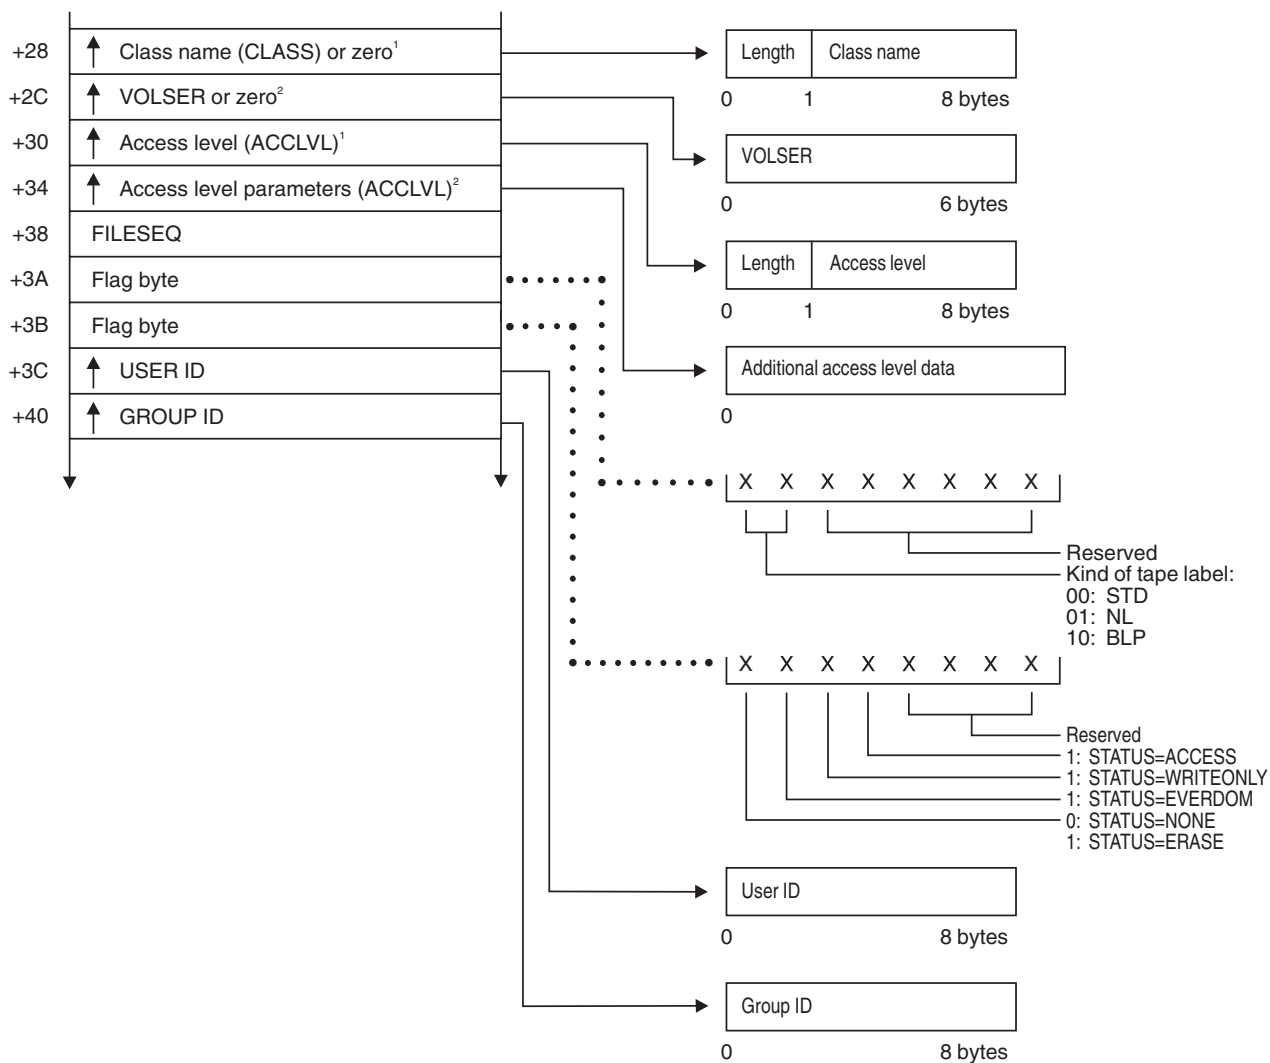 +28 Class name (CLASS) or zero¹
+2C VOLSER or zero²
+30 Access level (ACCLVL)¹
+34 Access level parameters (ACCLVL)²
+38 FILESEQ
+3A Flag byte
+3B Flag byte
+3C USER ID
+40 GROUP ID
Length Class name
0 1 8 bytes
VOLSER
0 6 bytes
Length Access level
0 1 8 bytes
Additional access level data
0
X X X X X X X X
Reserved
Kind of tape label:
00: STD
01: NL
10: BLP
X X X X X X X X
Reserved
1: STATUS=ACCESS
1: STATUS=WRITEONLY
1: STATUS=EVERDOM
0: STATUS=NONE
1: STATUS=ERASE
User ID
0 8 bytes
Group ID
0 8 bytes